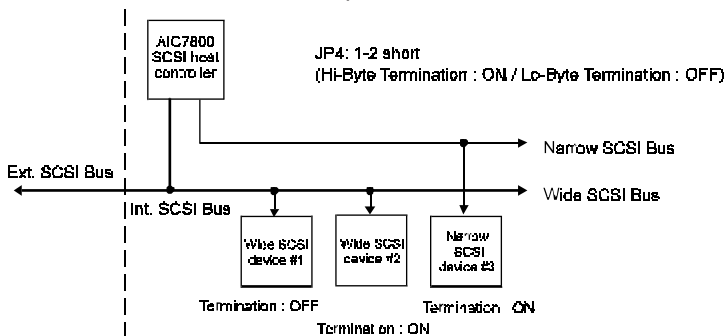 AIC7800
SCSI host
controller
JP4: 1-2 short
(Hi-Byte Termination : ON / Lo-Byte Termination : OFF)
Narrow SCSI Bus
Ext. SCSI Bus
Wide SCSI Bus
Int. SCSI Bus
Wide SCSI
device #1
Wide SCSI
device #2
Narrow
SCSI
device #3
Termination : OFF
Termination : ON
Termination : ON